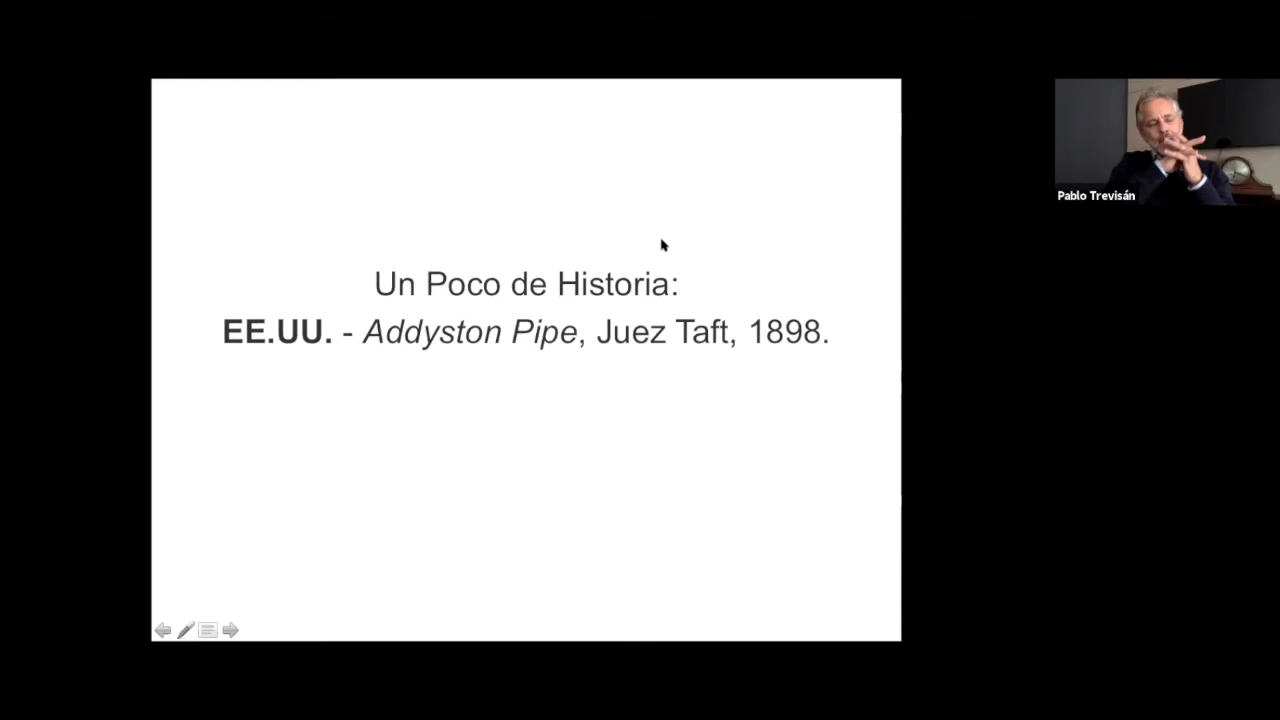 Un Poco de Historia:
EE.UU. - Addyston Pipe, Juez Taft, 1898.
Pablo Trevisán